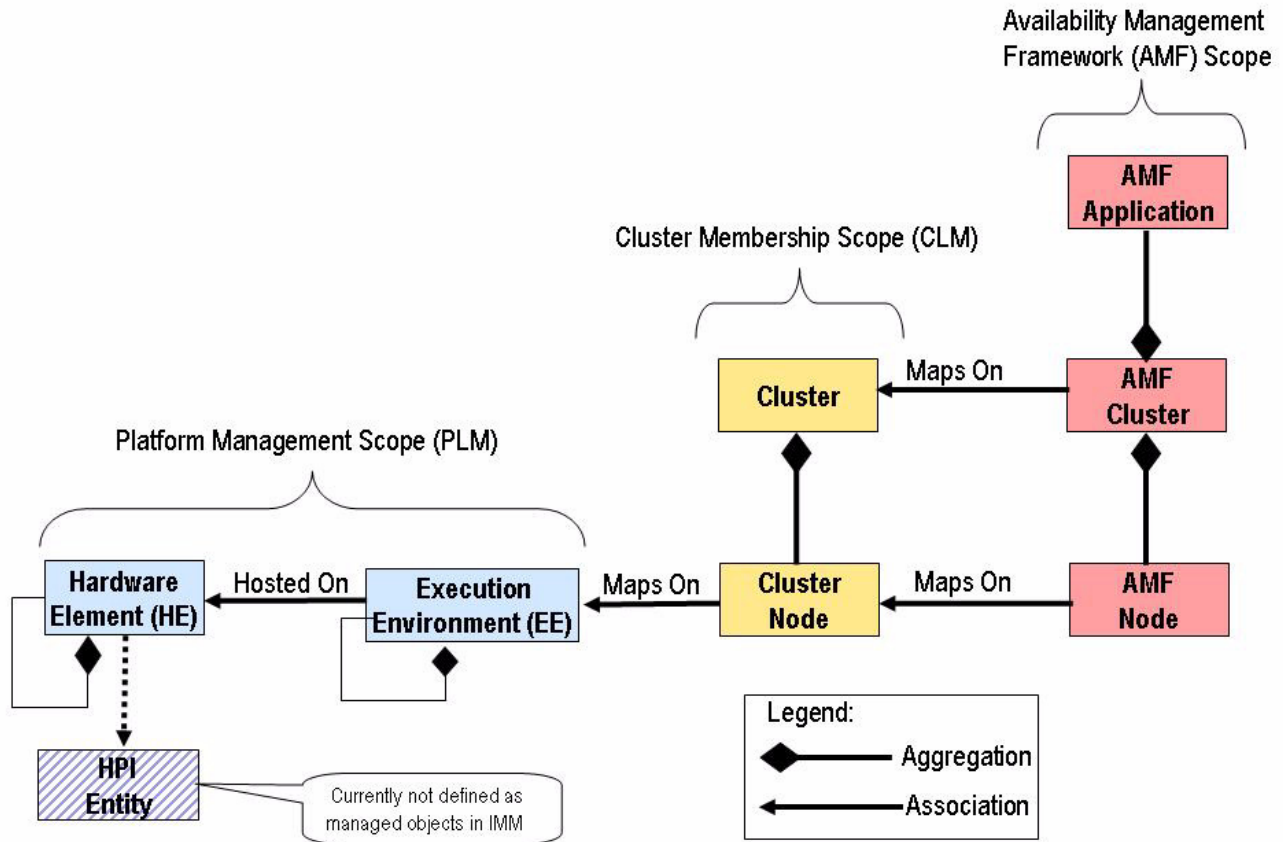 Availability Management
Framework (AMF) Scope
AMF
Application
Cluster Membership Scope (CLM)
Cluster
Maps On
AMF
Cluster
Platform Management Scope (PLM)
Hardware
Element (HE)
Hosted On
Execution
Environment (EE)
Maps On
Cluster
Node
Maps On
AMF
Node
HPI
Entity
Currently not defined as
managed objects in IMM
Legend:
Aggregation
Association